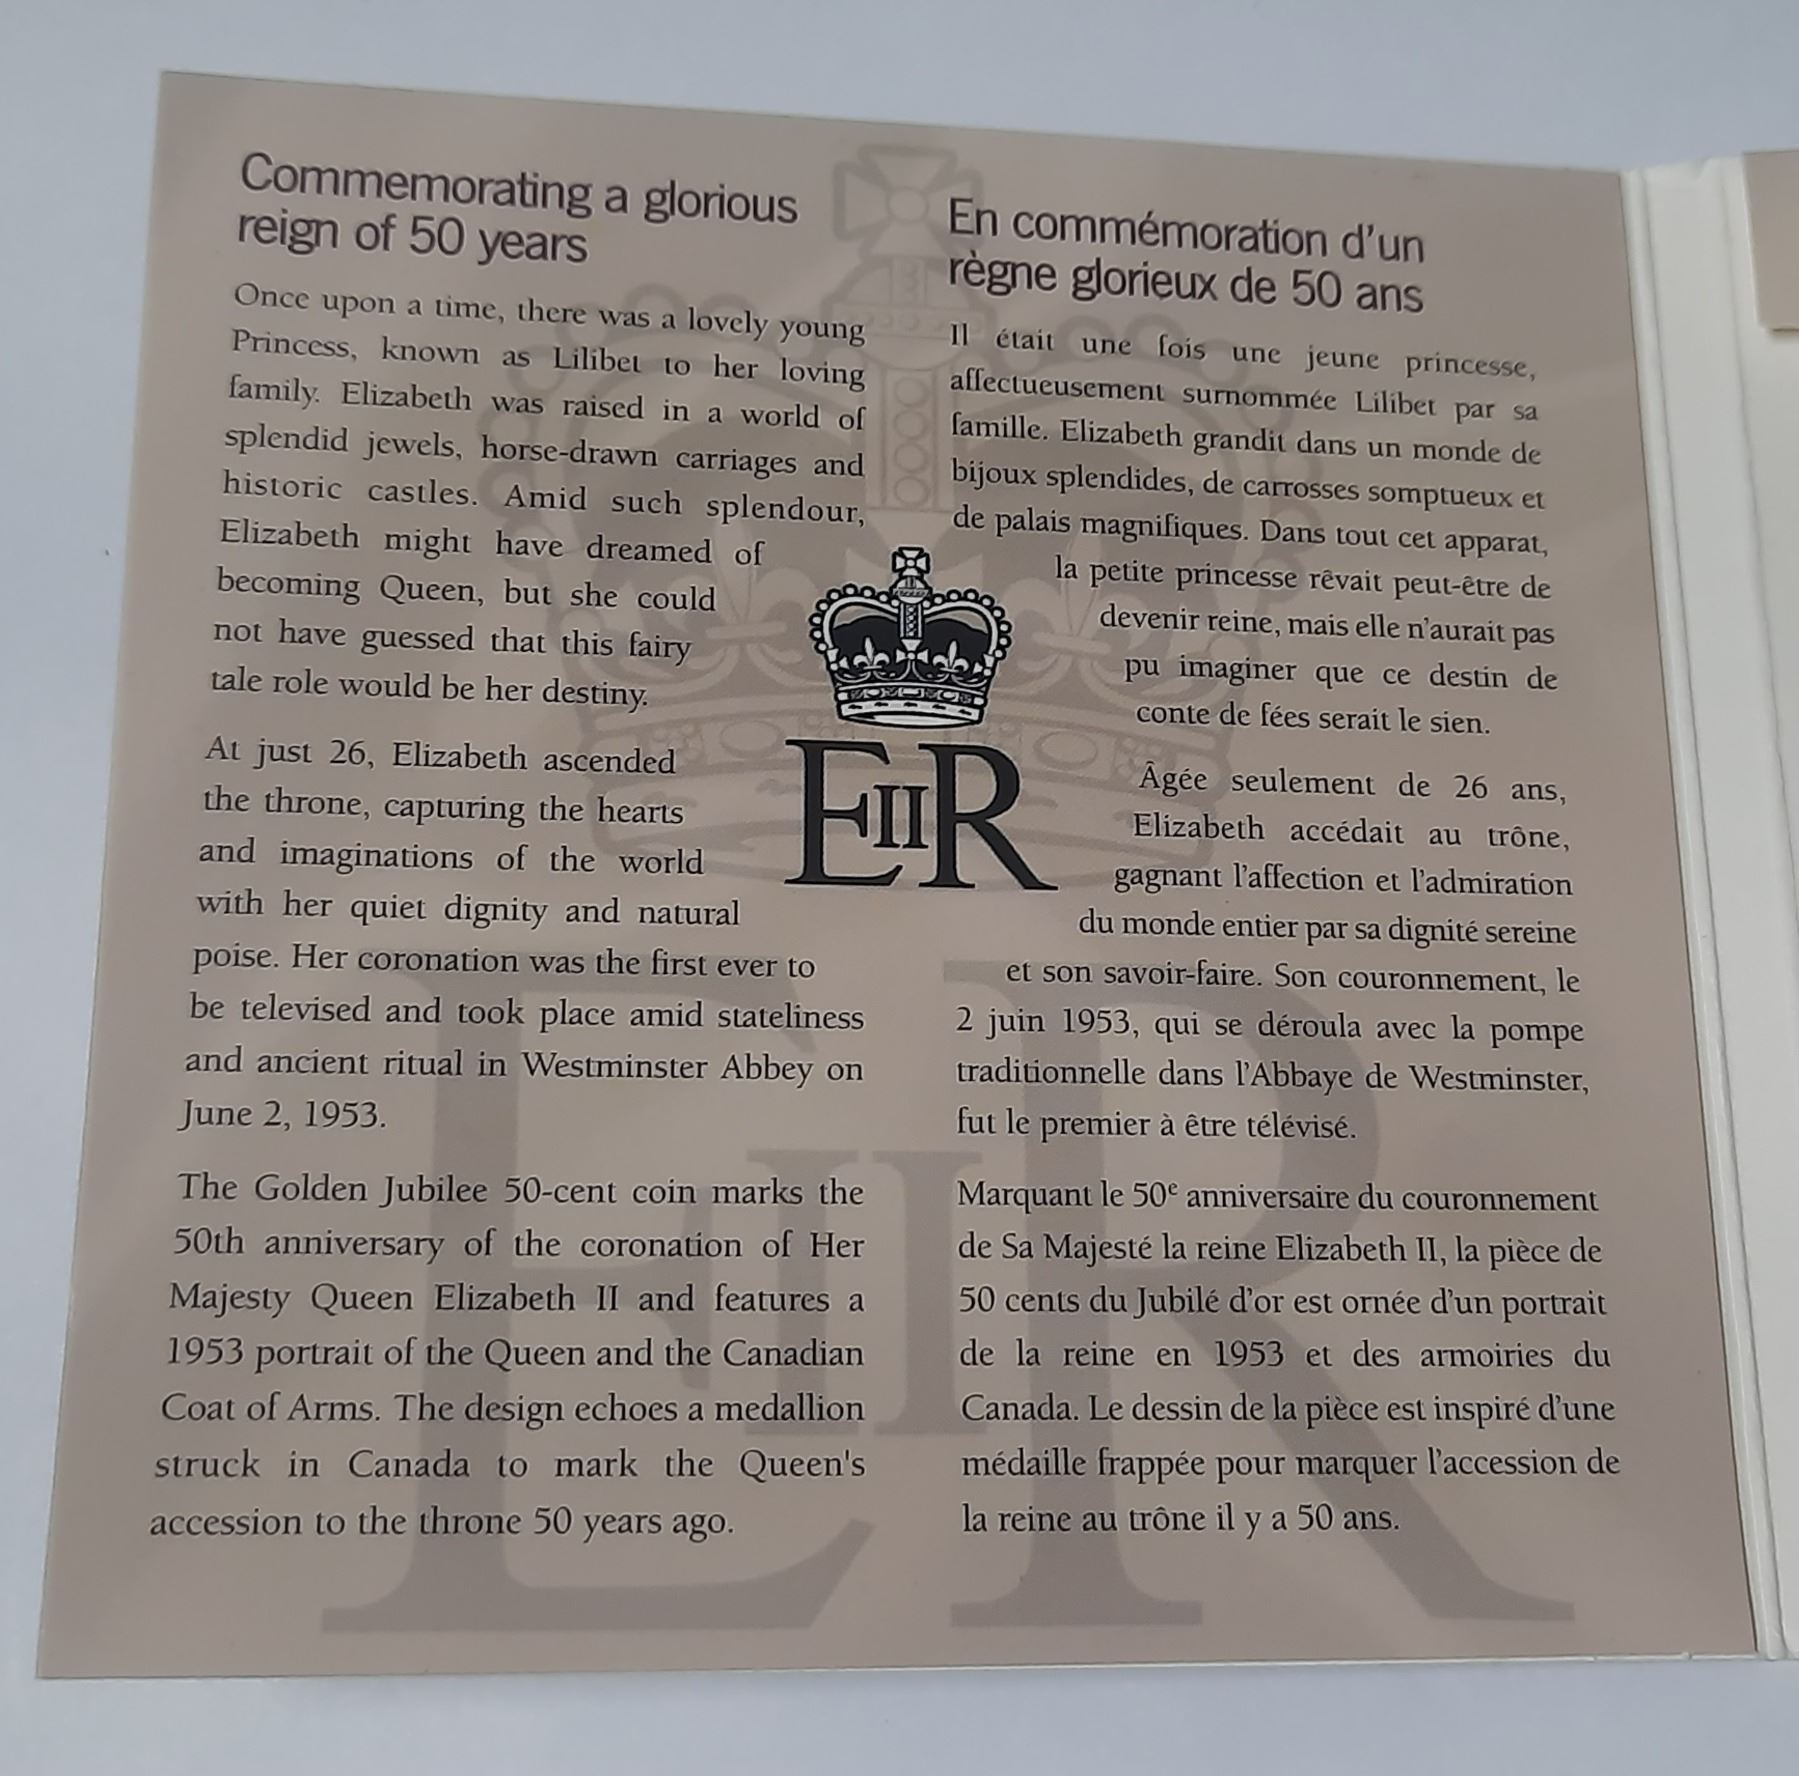 Commemorating a glorious
reign of 50 years
Once upon a time, there was a lovely young
Princess, known as Lilibet to her loving
family. Elizabeth was raised in a world of
splendid jewels, horse-drawn carriages and
historic castles. Amid such splendour,
Elizabeth might have dreamed of
becoming Queen, but she could
not have guessed that this fairy
tale role would be her destiny.
At just 26, Elizabeth ascended
the throne, capturing the hearts
and imaginations of the world
with her quiet dignity and natural
poise. Her coronation was the first ever to
be televised and took place amid stateliness
and ancient ritual in Westminster Abbey on
June 2, 1953.
The Golden Jubilee 50-cent coin marks the
50th anniversary of the coronation of Her
Majesty Queen Elizabeth II and features a
1953 portrait of the Queen and the Canadian
Coat of Arms. The design echoes a medallion
struck in Canada to mark the Queen's
accession to the throne 50 years ago.
EIIR
En commémoration d'un
règne glorieux de 50 ans
Il était une fois une jeune princesse,
affectueusement surnommée Lilibet par sa
famille. Elizabeth grandit dans un monde de
bijoux splendides, de carrosses somptueux et
de palais magnifiques. Dans tout cet apparat,
la petite princesse rêvait peut-être de
devenir reine, mais elle n'aurait pas
pu imaginer que ce destin de
conte de fées serait le sien.
Âgée seulement de 26 ans,
Elizabeth accédait au trône,
gagnant l'affection et l'admiration
du monde entier par sa dignité sereine
et son savoir-faire. Son couronnement, le
2 juin 1953, qui se déroula avec la pompe
traditionnelle dans l'Abbaye de Westminster,
fut le premier à être télévisé.
Marquant le 50e anniversaire du couronnement
de Sa Majesté la reine Elizabeth II, la pièce de
50 cents du Jubilé d'or est ornée d'un portrait
de la reine en 1953 et des armoiries du
Canada. Le dessin de la pièce est inspiré d'une
médaille frappée pour marquer l'accession de
la reine au trône il y a 50 ans.
EIIR